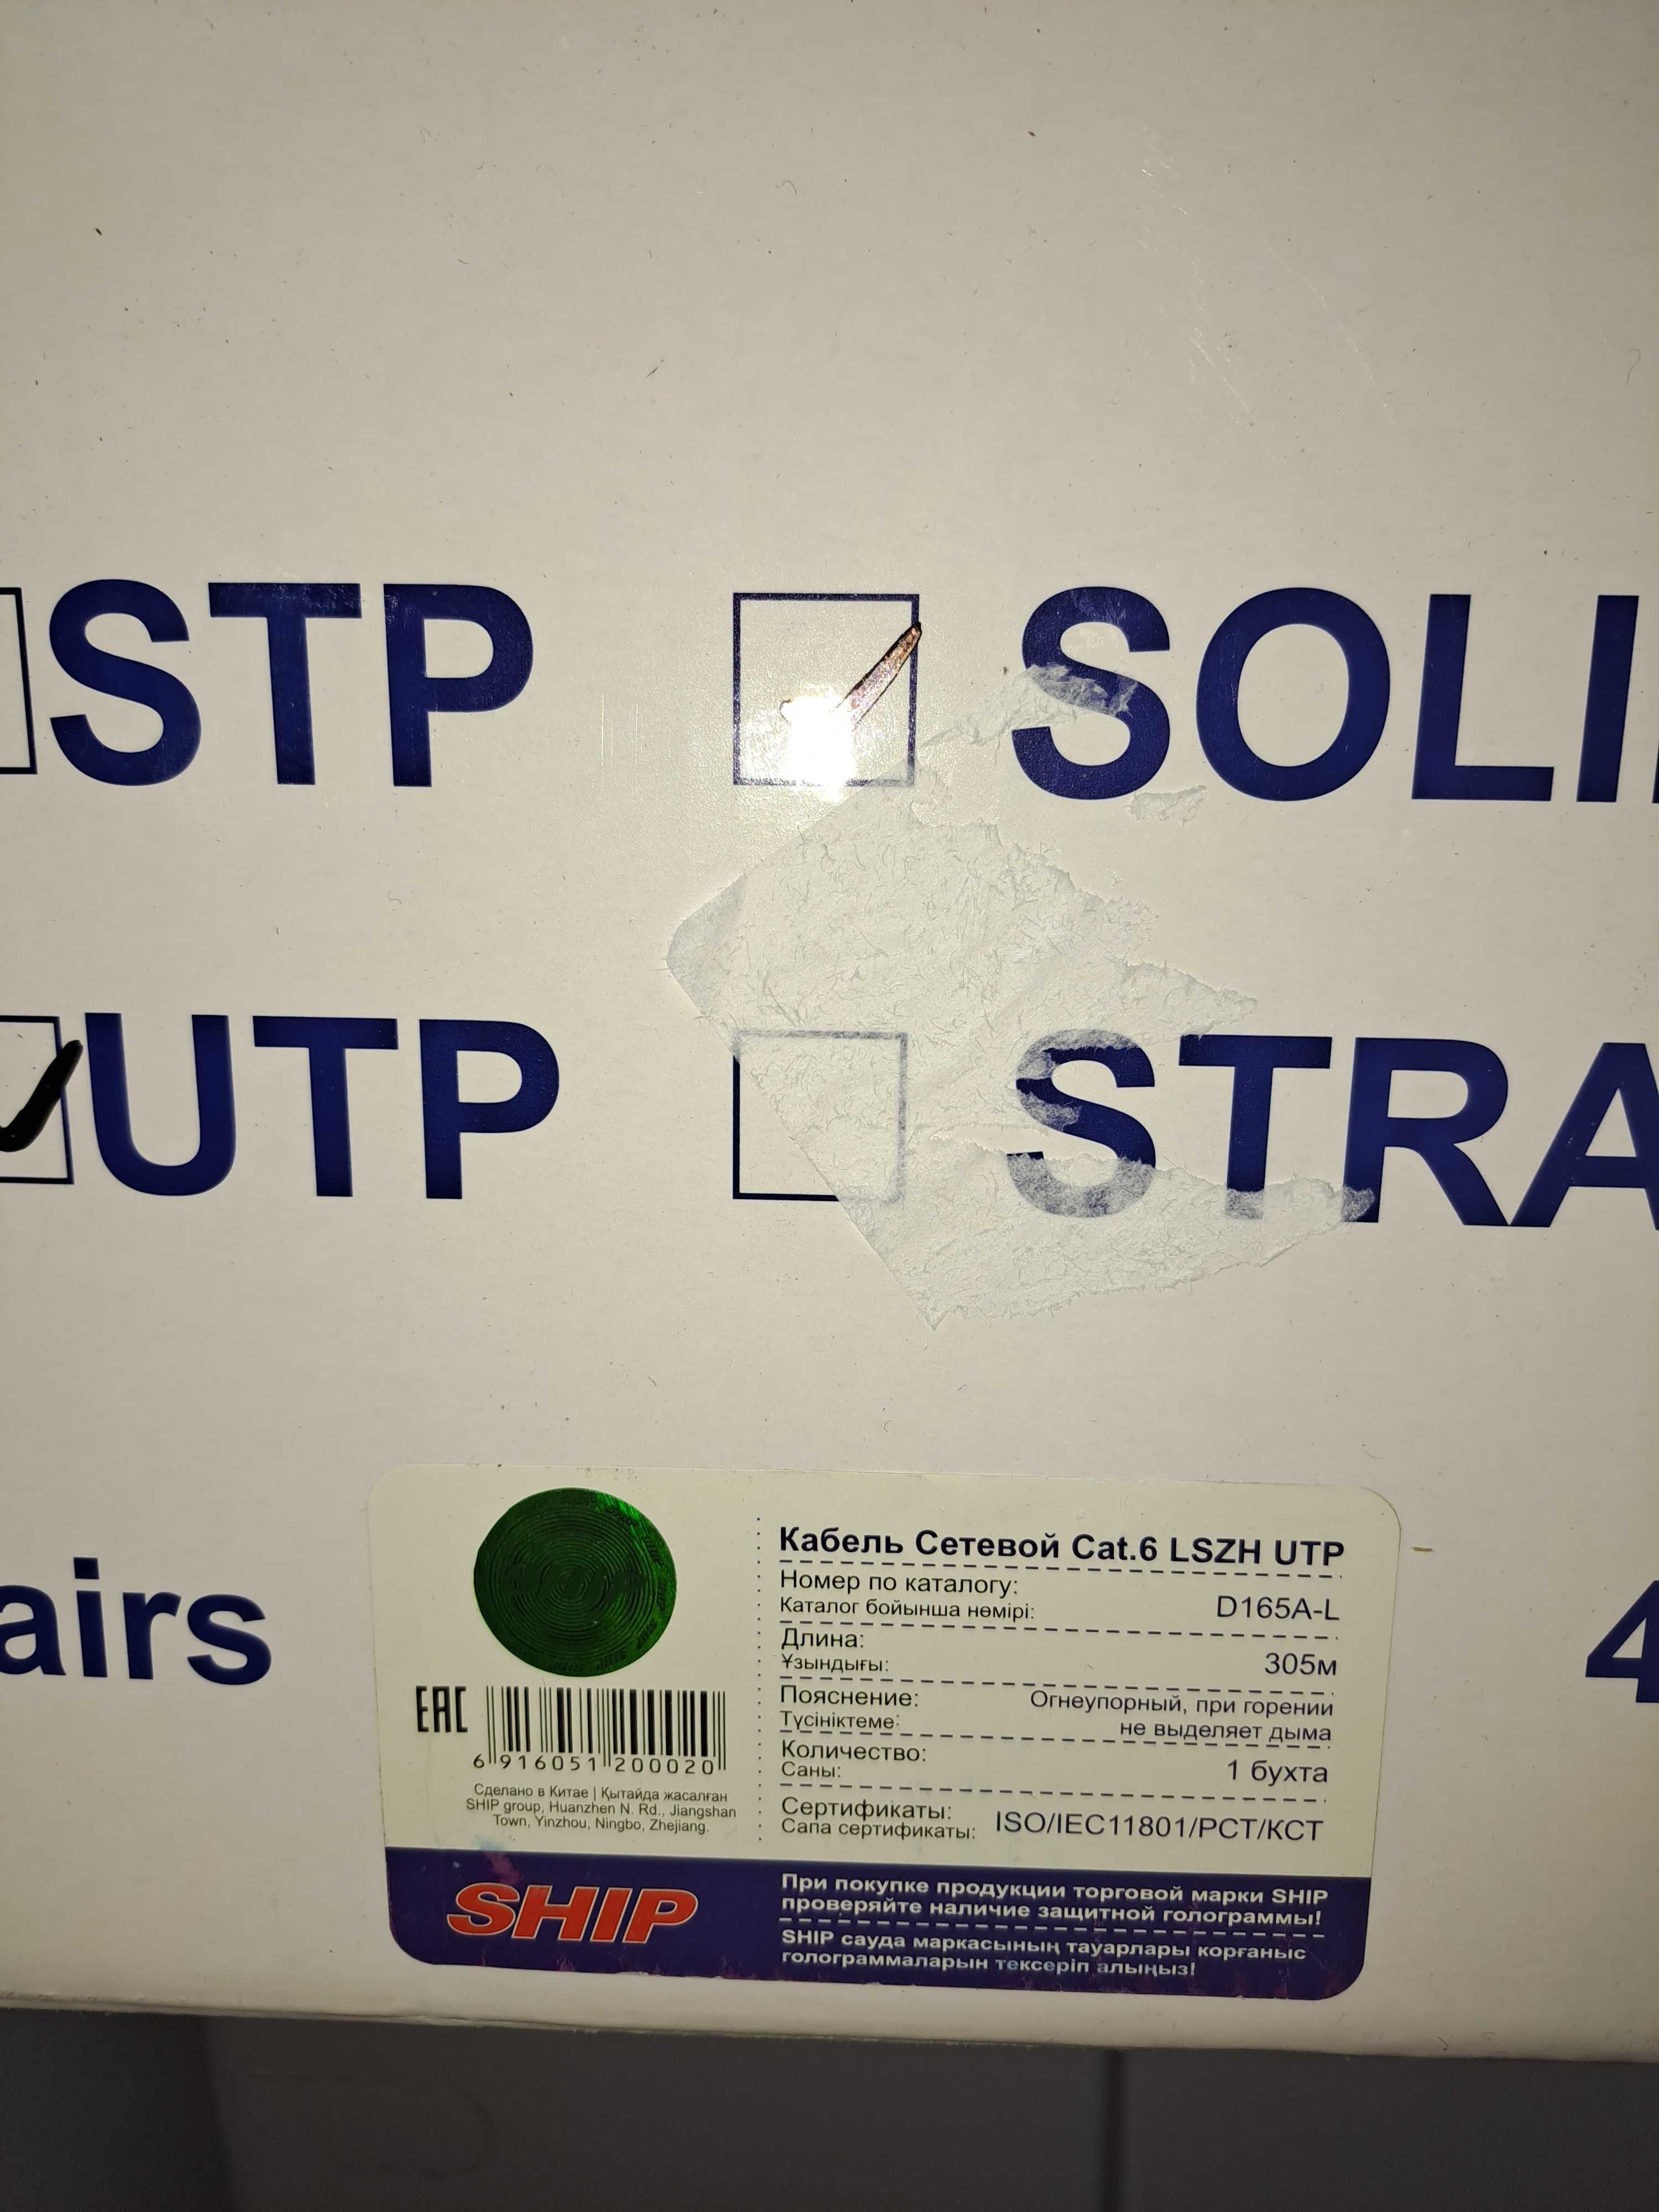 STP
SOLI
UTP
STRA
airs
4
Кабель Сетевой Cat.6 LSZH UTP
Номер по каталогу:
Каталог бойынша нөмірі:
D165A-L
Длина:
Ұзындығы:
305м
Пояснение:
Түсініктеме:
Огнеупорный, при горении
не выделяет дыма
Количество:
Саны:
1 бухта
Сертификаты:
Сапа сертификаты:
ISO/IEC11801/РСТ/КСТ
EAC
6 916051 200020
Сделано в Китае | Қытайда жасалған
SHIP group, Huanzhen N. Rd., Jiangshan
Town, Yinzhou, Ningbo, Zhejiang.
SHIP
При покупке продукции торговой марки SHIP
проверяйте наличие защитной голограммы!
SHIP сауда маркасының тауарлары корғаныс
голограммаларын тексеріп алыңыз!